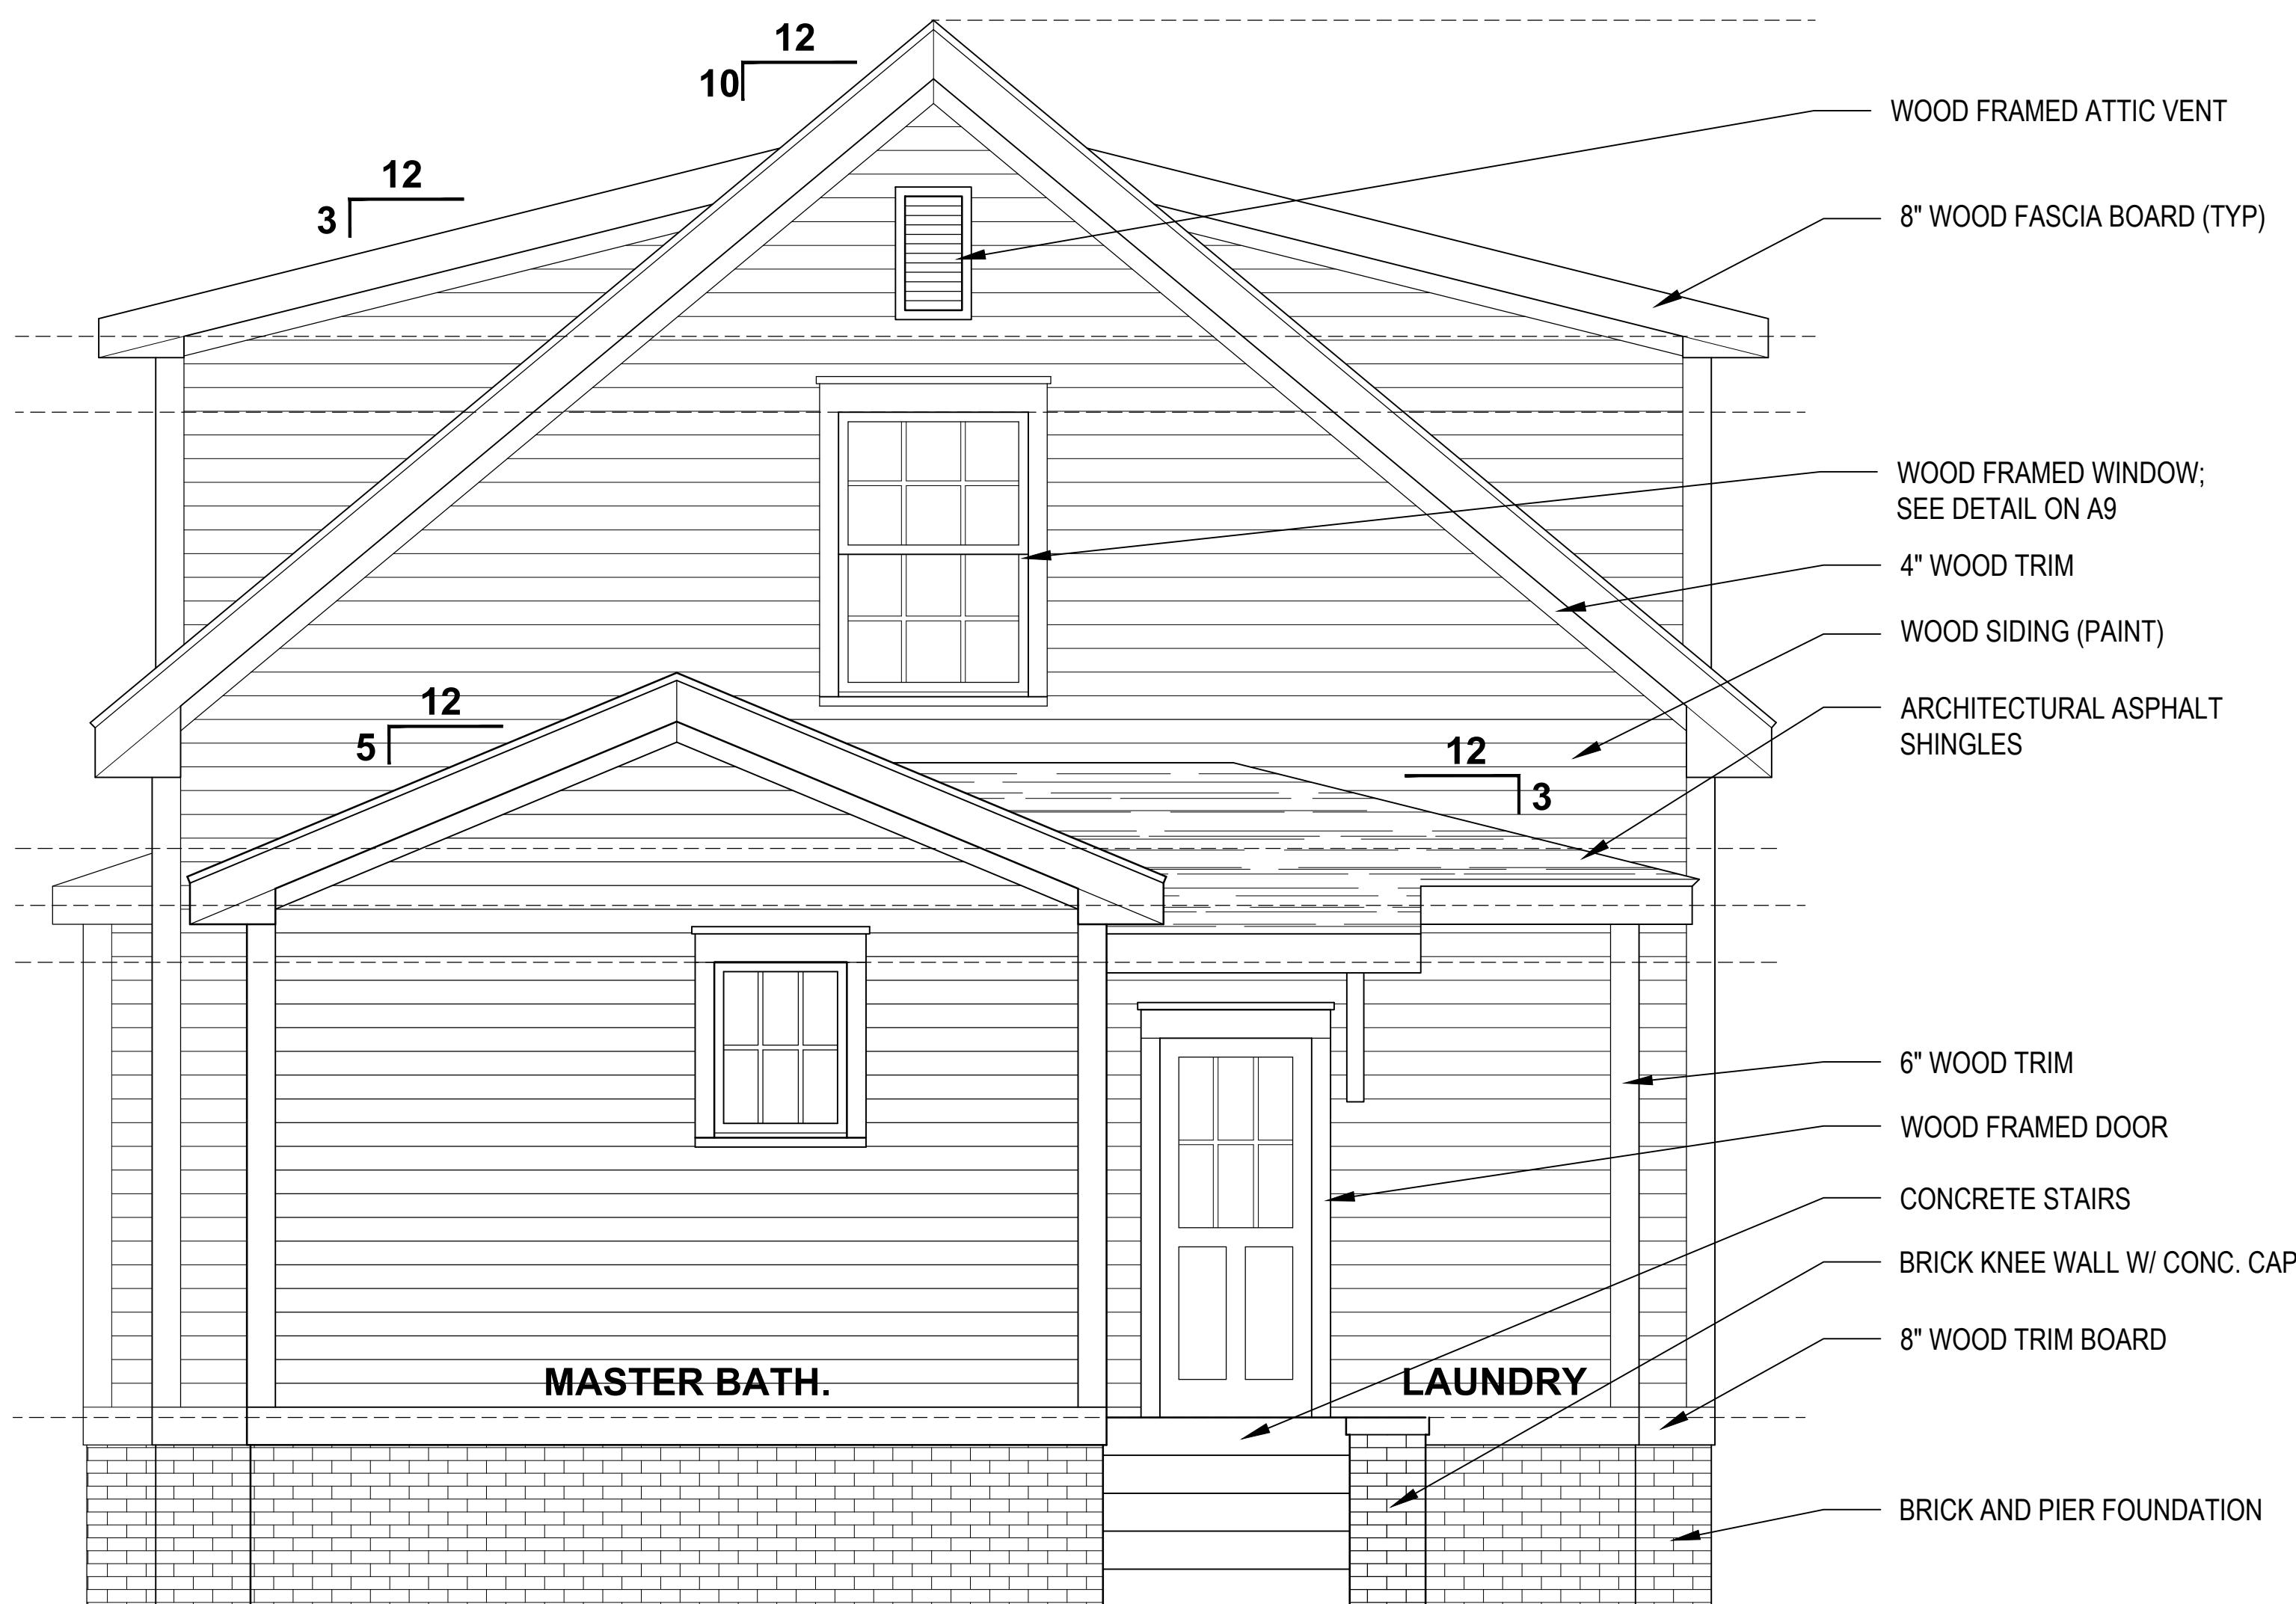 12
10
WOOD FRAMED ATTIC VENT
12
3
8" WOOD FASCIA BOARD (TYP)
WOOD FRAMED WINDOW;
SEE DETAIL ON A9
4" WOOD TRIM
WOOD SIDING (PAINT)
12
5
ARCHITECTURAL ASPHALT
SHINGLES
12
3
6" WOOD TRIM
WOOD FRAMED DOOR
CONCRETE STAIRS
BRICK KNEE WALL W/ CONC. CAP
8" WOOD TRIM BOARD
MASTER BATH.
LAUNDRY
BRICK AND PIER FOUNDATION